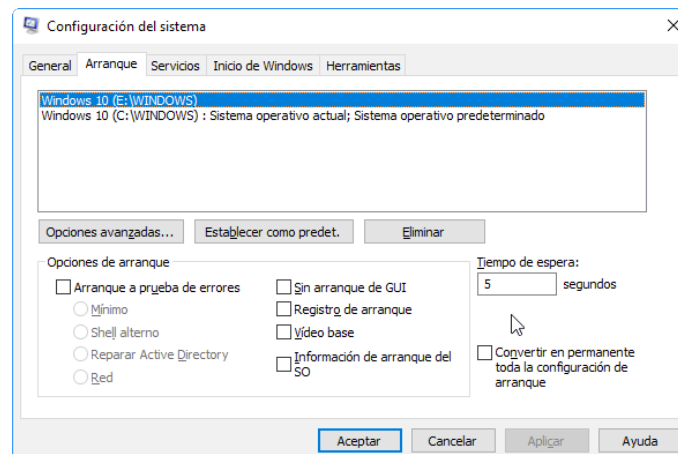 Configuración del sistema
General Arranque Servicios Inicio de Windows Herramientas
Windows 10 (E:\WINDOWS)
Windows 10 (C:\WINDOWS) : Sistema operativo actual; Sistema operativo predeterminado
Opciones avanzadas... Establecer como predet. Eliminar
Opciones de arranque
Arranque a prueba de errores
Mínimo
Shell alterno
Reparar Active Directory
Red
Sin arranque de GUI
Registro de arranque
Vídeo base
Información de arranque del
SO
Tiempo de espera:
5 segundos
Convertir en permanente
toda la configuración de
arranque
Aceptar Cancelar Aplicar Ayuda